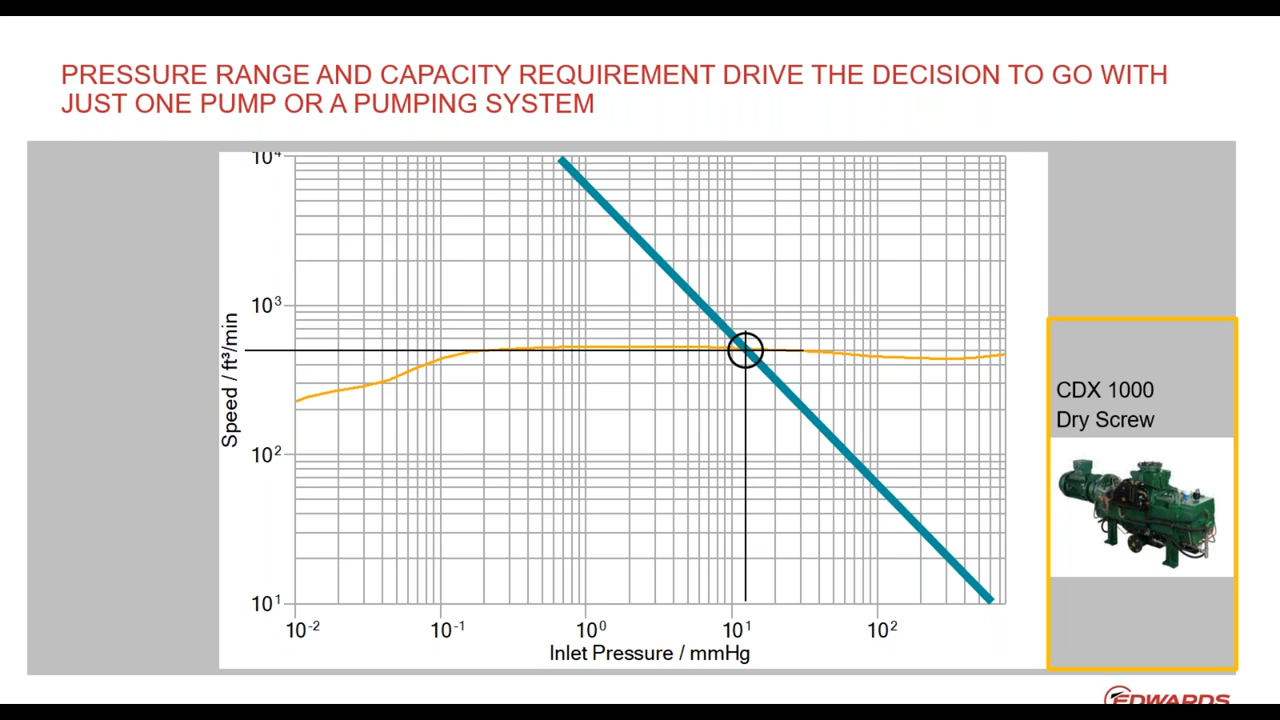 PRESSURE RANGE AND CAPACITY REQUIREMENT DRIVE THE DECISION TO GO WITH
JUST ONE PUMP OR A PUMPING SYSTEM
10⁴
10³
10²
10¹
Speed / ft³/min
10⁻²
10⁻¹
10⁰
10¹
10²
Inlet Pressure / mmHg
CDX 1000
Dry Screw
EDWARDS